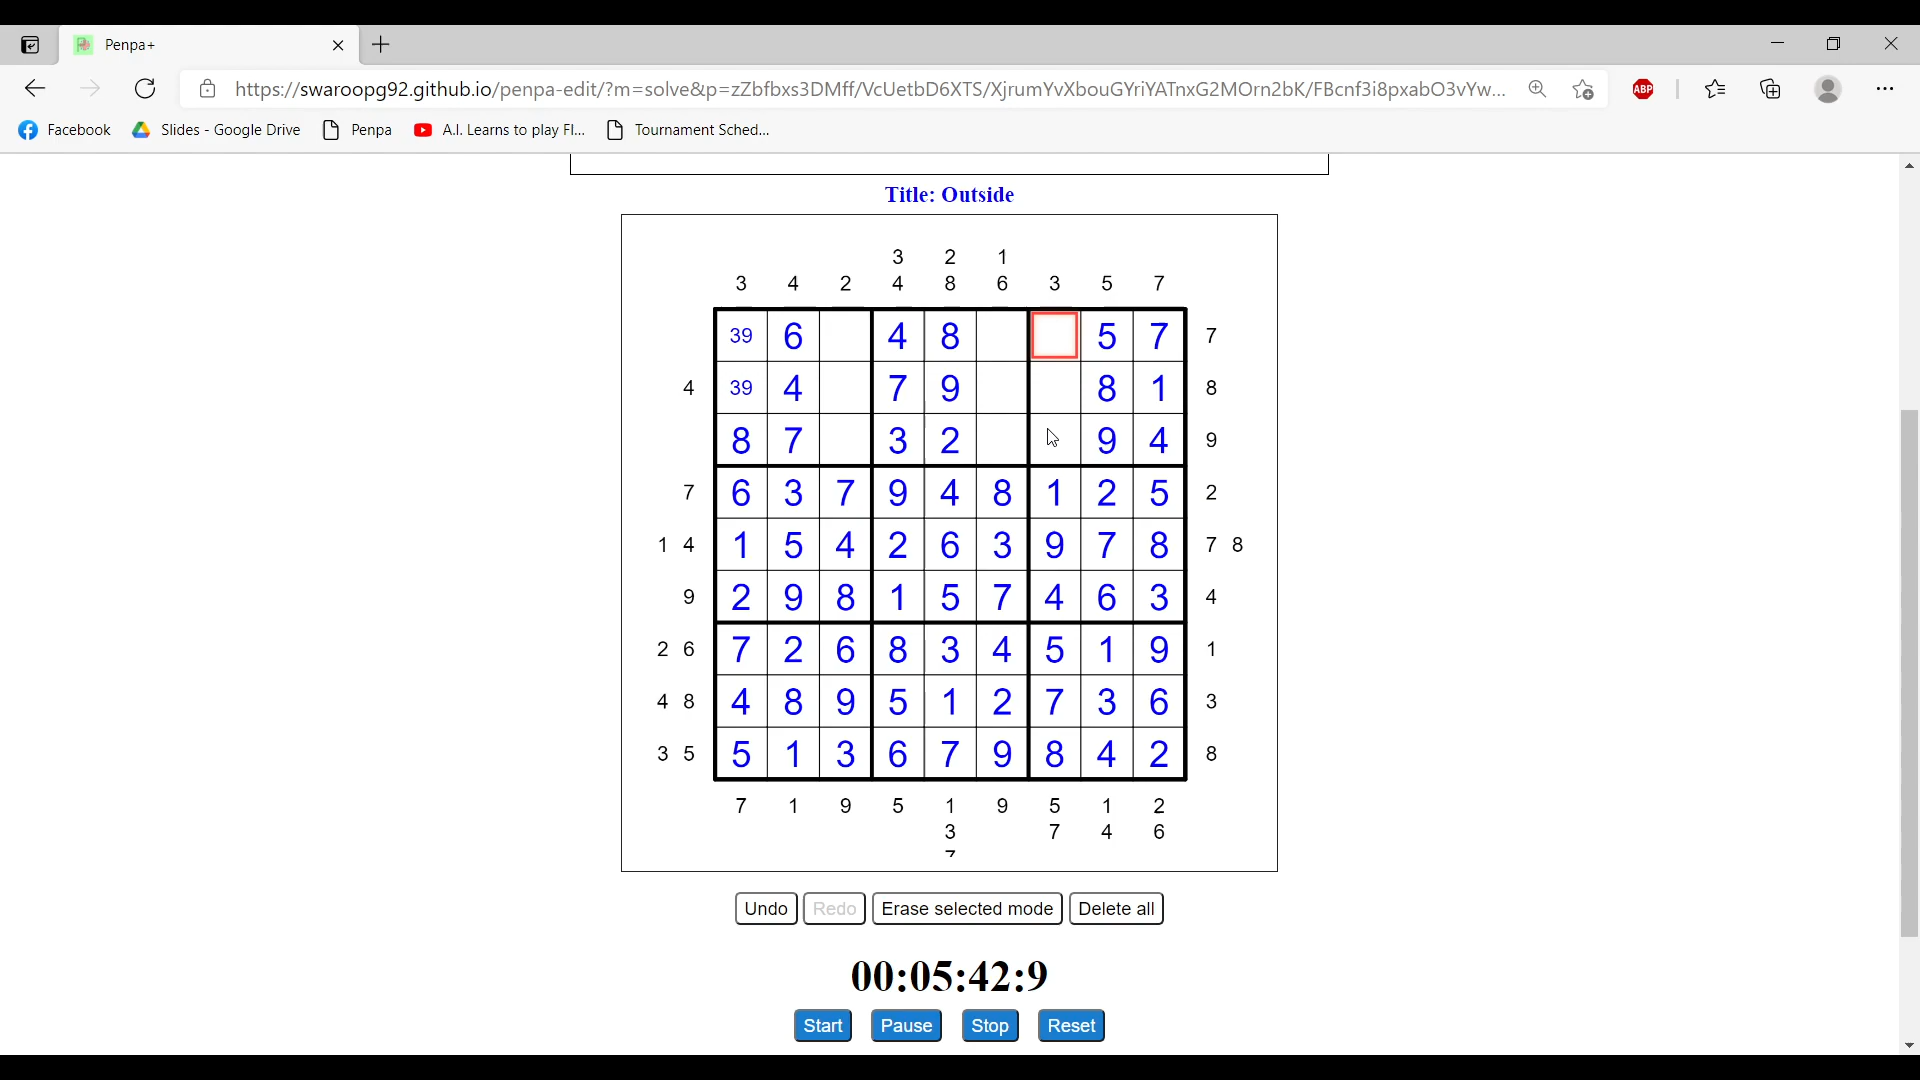 Penpa+
https://swaroopg92.github.io/penpa-edit/?m=solve&p=zZbfbxs3DMff/VcUetbD6XTS/XjrumYvXbouGYriYATnxG2MOrn2bK/FBcnf3i8pxabO3vYw...
ABP
Facebook Slides - Google Drive Penpa A.I. Learns to play Fl... Tournament Sched...
Title: Outside
3 2 1
3 4 2 4 8 6 3 5 7
39 6 4 8 5 7 7
4 39 4 7 9 8 1 8
8 7 3 2 9 4 9
7 6 3 7 9 4 8 1 2 5 2
1 4 1 5 4 2 6 3 9 7 8 7 8
9 2 9 8 1 5 7 4 6 3 4
2 6 7 2 6 8 3 4 5 1 9 1
4 8 4 8 9 5 1 2 7 3 6 3
3 5 5 1 3 6 7 9 8 4 2 8
7 1 9 5 1 9 5 1 2
3 7 4 6
7
Undo Redo Erase selected mode Delete all
00:05:42:9
Start Pause Stop Reset